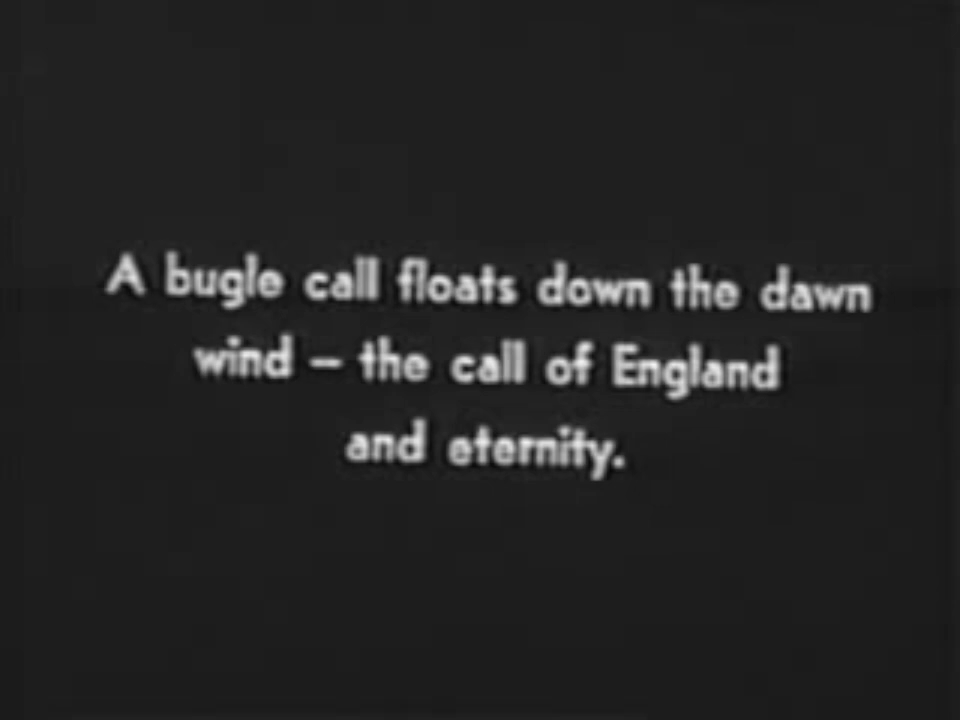 A bugle call floats down the dawn
wind – the call of England
and eternity.